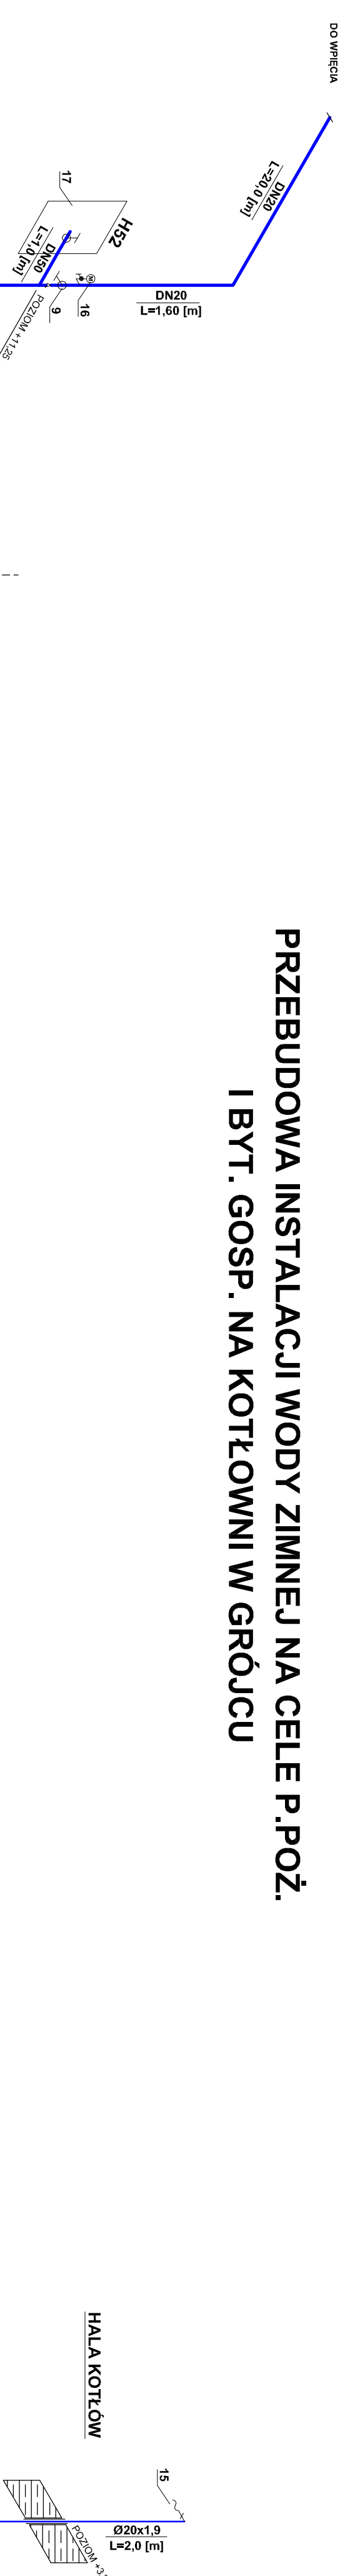 DO WPIĘCIA
DN20
L=20,0 [m]
17
H52
DN50
L=1,0 [m]
M
16
9
DN20
L=1,60 [m]
POZIOM +11,25
PRZEBUDOWA INSTALACJI WODY ZIMNEJ NA CELE P.POŻ.
I BYT. GOSP. NA KOTŁOWNI W GRÓJCU
HALA KOTŁÓW
15
Ø20x1,9
L=2,0 [m]
POZIOM